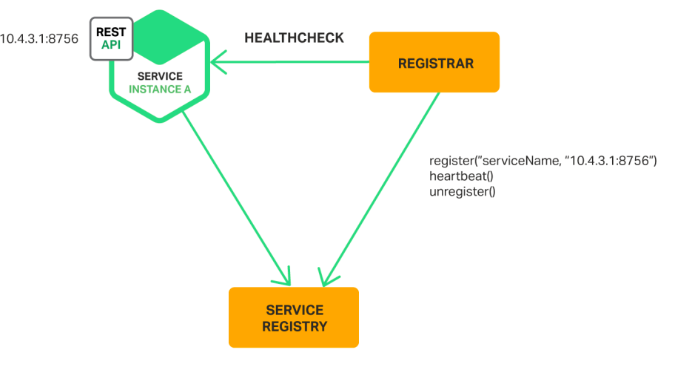 10.4.3.1:8756
REST
API
HEALTHCHECK
REGISTRAR
SERVICE
INSTANCE A
register("serviceName, "10.4.3.1:8756")
heartbeat()
unregister()
SERVICE
REGISTRY